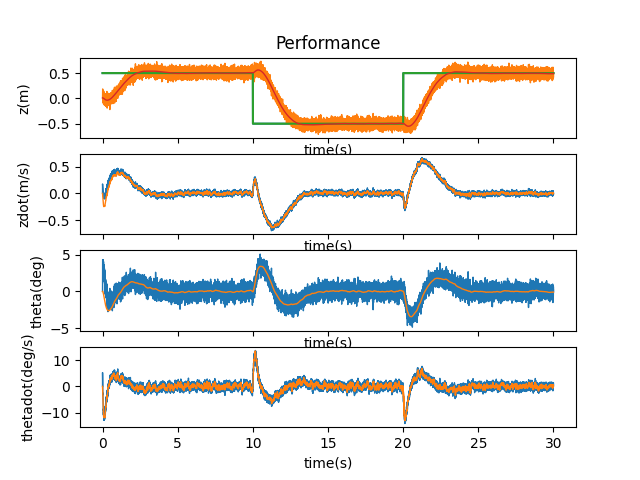 Performance
0.5
0.0
−0.5
z(m)
time(s)
0.5
0.0
−0.5
zdot(m/s)
time(s)
5
0
−5
theta(deg)
time(s)
10
0
−10
thetadot(deg/s)
0 5 10 15 20 25 30
time(s)